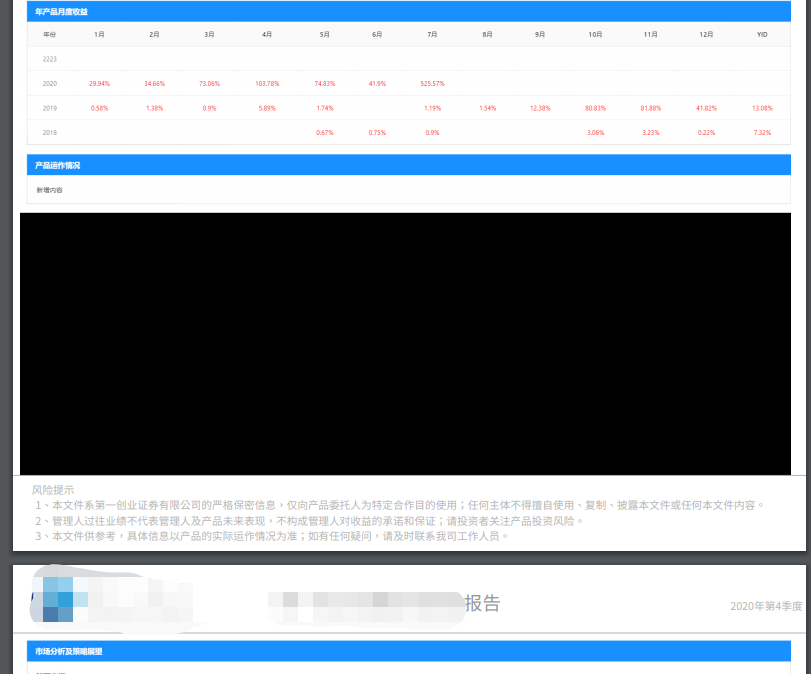 年产品月度收益
年份 1月 2月 3月 4月 5月 6月 7月 8月 9月 10月 11月 12月 YID
2223
2020 29.94% 34.66% 73.06% 103.78% 74.83% 41.9% 525.57%
2019 0.58% 1.38% 0.9% 5.89% 1.74% 1.19% 1.54% 12.38% 80.83% 81.88% 41.82% 13.08%
2018 0.67% 0.75% 0.9% 3.06% 3.23% 0.22% 7.32%
产品运作情况
新增内容
风险提示
1、本文件系第一创业证券有限公司的严格保密信息，仅向产品委托人为特定合作目的使用；任何主体不得擅自使用、复制、披露本文件或任何本文件内容。
2、管理人过往业绩不代表管理人及产品未来表现，不构成管理人对收益的承诺和保证；请投资者关注产品投资风险。
3、本文件供参考，具体信息以产品的实际运作情况为准；如有任何疑问，请及时联系我司工作人员。
报告
2020年第4季度
市场分析及策略展望